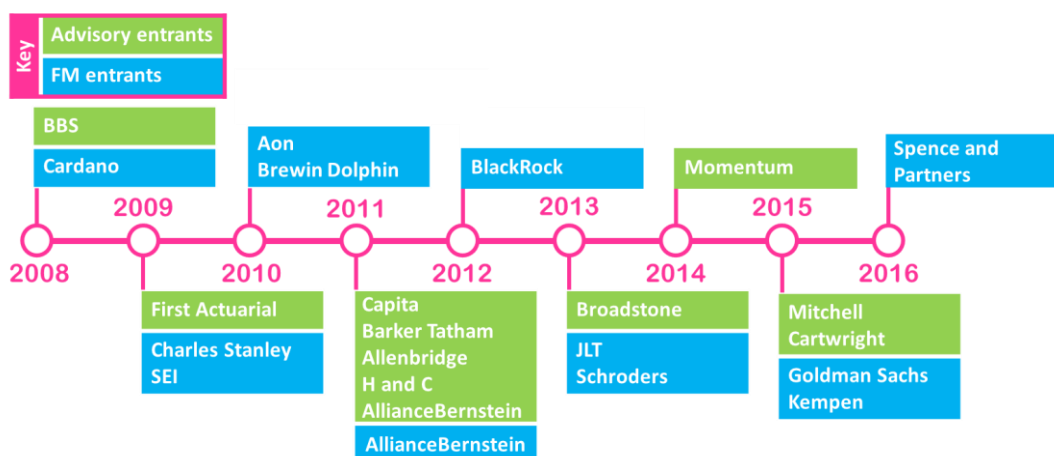 Key
Advisory entrants
FM entrants
BBS
Cardano
Aon
Brewin Dolphin
BlackRock
Momentum
Spence and
Partners
2009
2011
2013
2015
2008
2010
2012
2014
2016
First Actuarial
Charles Stanley
SEI
Capita
Barker Tatham
Allenbridge
H and C
AllianceBernstein
AllianceBernstein
Broadstone
JLT
Schroders
Mitchell
Cartwright
Goldman Sachs
Kempen